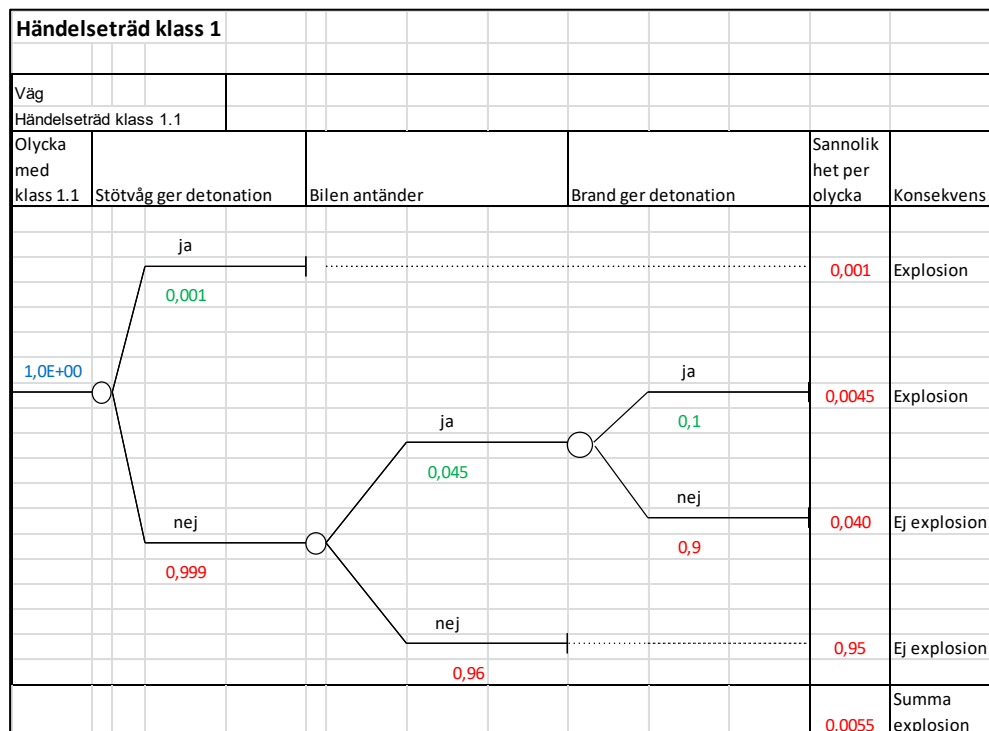 Händelseträd klass 1
Väg
Händelseträd klass 1.1
Olycka
med
klass 1.1
Stötvåg ger detonation
Bilen antänder
Brand ger detonation
Sannolik
het per
olycka
Konsekvens
ja
0,001
0,001
Explosion
1,0E+00
ja
0,1
0,0045
Explosion
ja
0,045
nej
0,9
0,040
Ej explosion
nej
0,999
nej
0,96
0,95
Ej explosion
0,0055
Summa
explosion